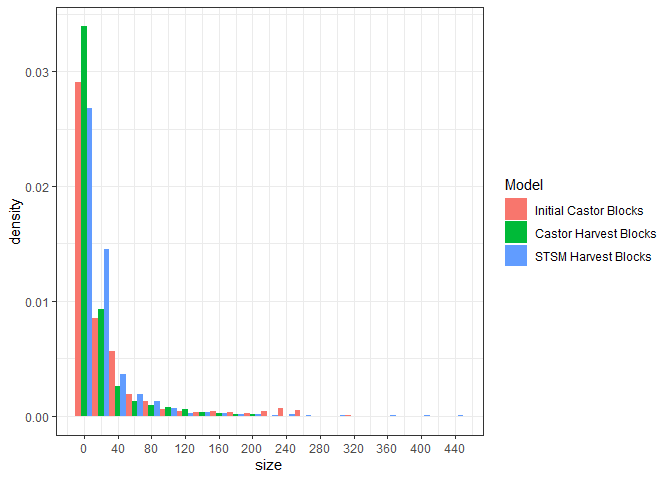 density
0.03
0.02
0.01
0.00
0 40 80 120 160 200 240 280 320 360 400 440
size
Model
Initial Castor Blocks
Castor Harvest Blocks
STSM Harvest Blocks